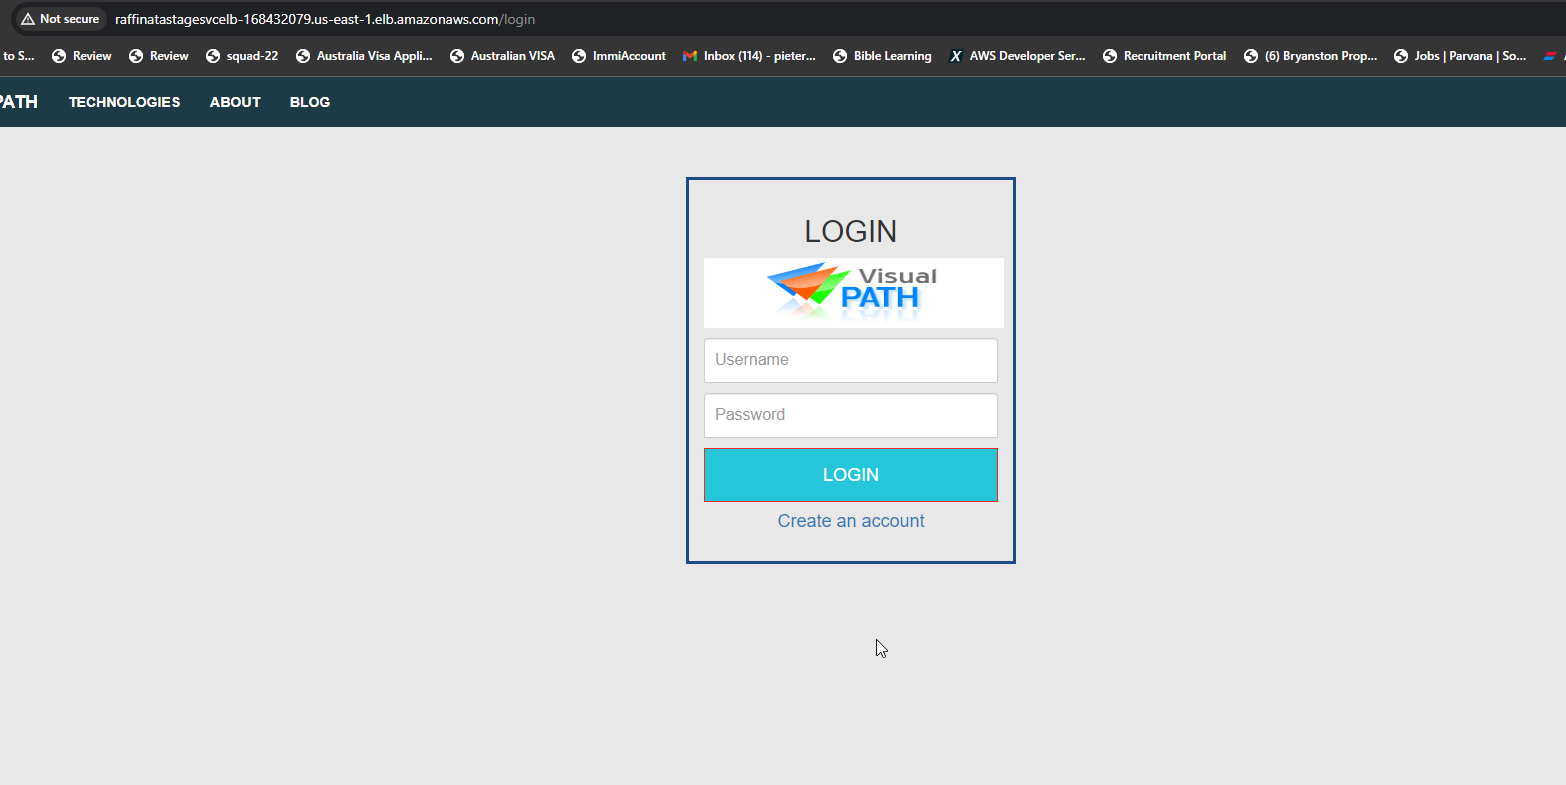 Not secure raffinatastagesvcelb-168432079.us-east-1.elb.amazonaws.com/login
to S... Review Review squad-22 Australia Visa Appli... Australian VISA ImmiAccount Inbox (114) - pieter... Bible Learning AWS Developer Ser... Recruitment Portal (6) Bryanston Prop... Jobs | Parvana | So...
PATH TECHNOLOGIES ABOUT BLOG
LOGIN
Visual
PATH
Username
Password
LOGIN
Create an account